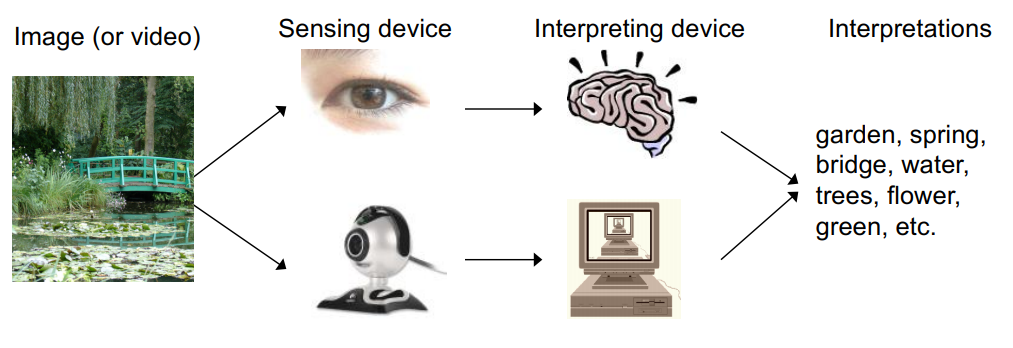 Image (or video)
Sensing device
Interpreting device
Interpretations
garden, spring,
bridge, water,
trees, flower,
green, etc.